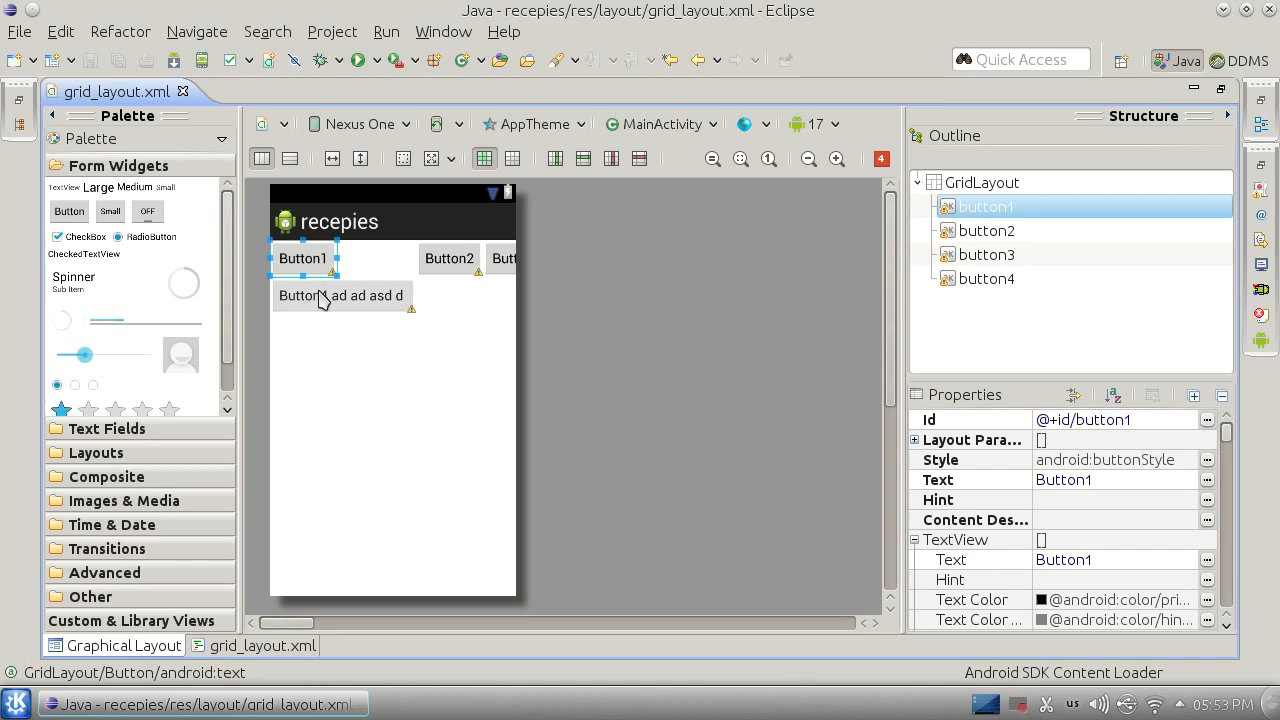 Java - recepies/res/layout/grid_layout.xml - Eclipse
File Edit Refactor Navigate Search Project Run Window Help
Quick Access
Java
DDMS
grid_layout.xml
Palette
Structure
Palette
Nexus One
AppTheme
MainActivity
17
Outline
Form Widgets
4
TextView Large Medium Small
Button Small OFF
CheckBox RadioButton
CheckedTextView
Spinner
Sub Item
recepies
Button1
Button2
Butt
Button4 ad ad asd d
GridLayout
button1
button2
button3
button4
Text Fields
Layouts
Composite
Images & Media
Time & Date
Transitions
Advanced
Other
Custom & Library Views
Properties
Id @+id/button1
Layout Para... []
Style android:buttonStyle
Text Button1
Hint
Content Des...
TextView []
Text Button1
Hint
Text Color @android:color/pri...
Text Color ... @android:color/hin...
Graphical Layout
grid_layout.xml
GridLayout/Button/android:text
Android SDK Content Loader
Java - recepies/res/layout/grid_layout.xml
us
05:53 PM